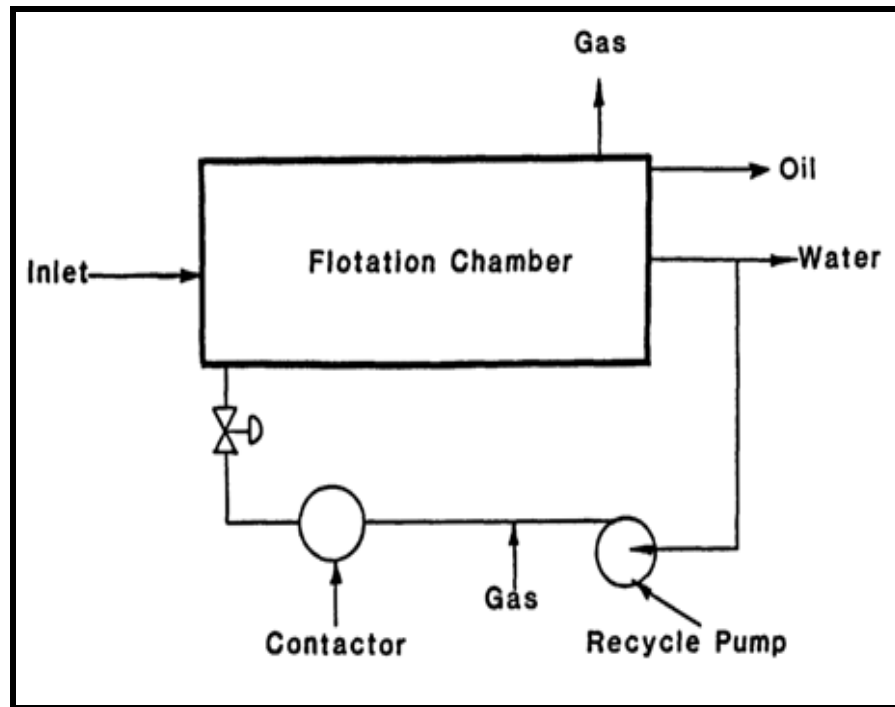 Gas
Oil
Flotation Chamber
Inlet
Water
Gas
Contactor
Recycle Pump